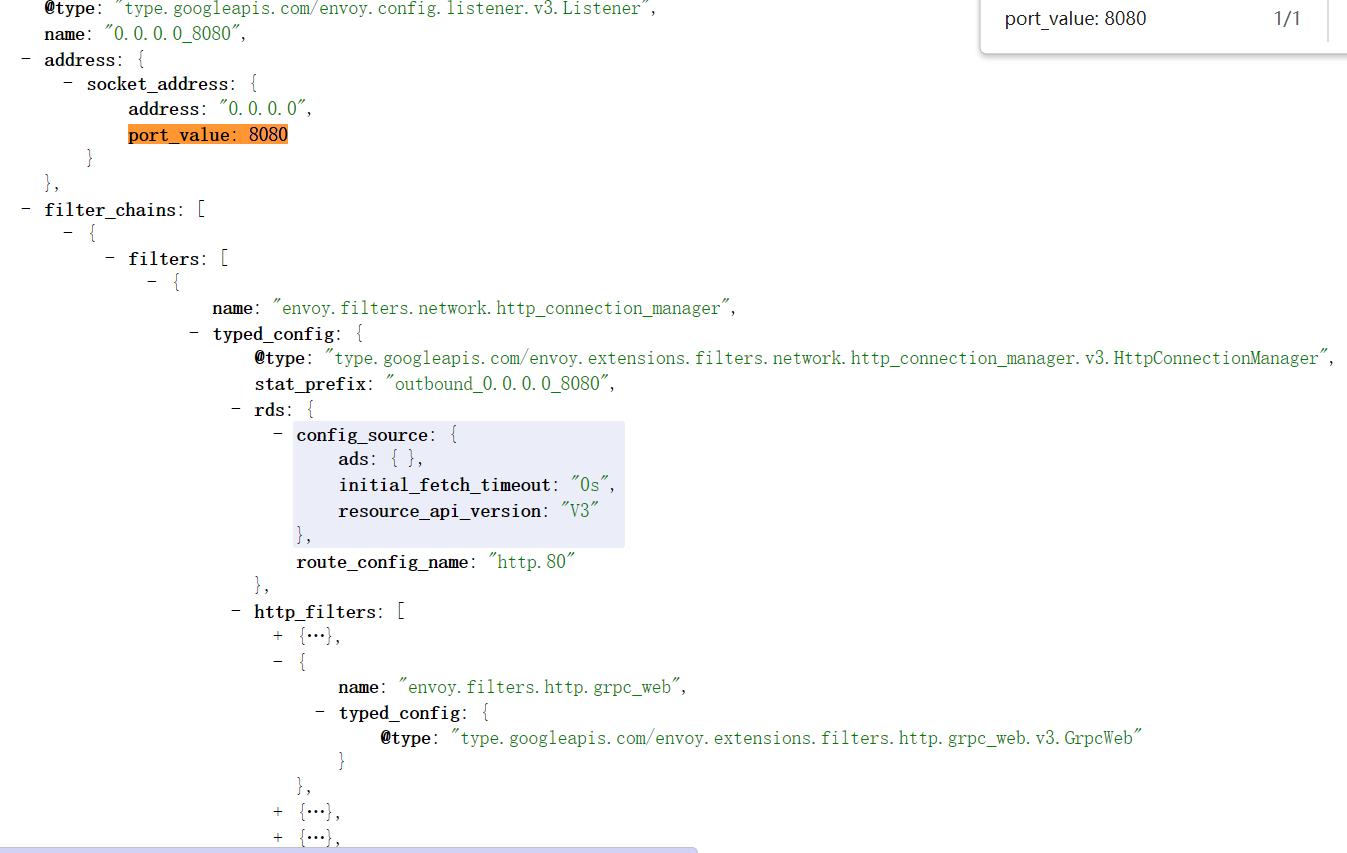 @type: "type.googleapis.com/envoy.config.listener.v3.Listener",
port_value: 8080 1/1
name: "0.0.0.0_8080",
- address: {
- socket_address: {
address: "0.0.0.0",
port_value: 8080
}
},
- filter_chains: [
- {
- filters: [
- {
name: "envoy.filters.network.http_connection_manager",
- typed_config: {
@type: "type.googleapis.com/envoy.extensions.filters.network.http_connection_manager.v3.HttpConnectionManager",
stat_prefix: "outbound_0.0.0.0_8080",
- rds: {
- config_source: {
ads: { },
initial_fetch_timeout: "0s",
resource_api_version: "V3"
},
route_config_name: "http.80"
},
- http_filters: [
+ {…},
- {
name: "envoy.filters.http.grpc_web",
- typed_config: {
@type: "type.googleapis.com/envoy.extensions.filters.http.grpc_web.v3.GrpcWeb"
}
},
+ {…},
+ {…},